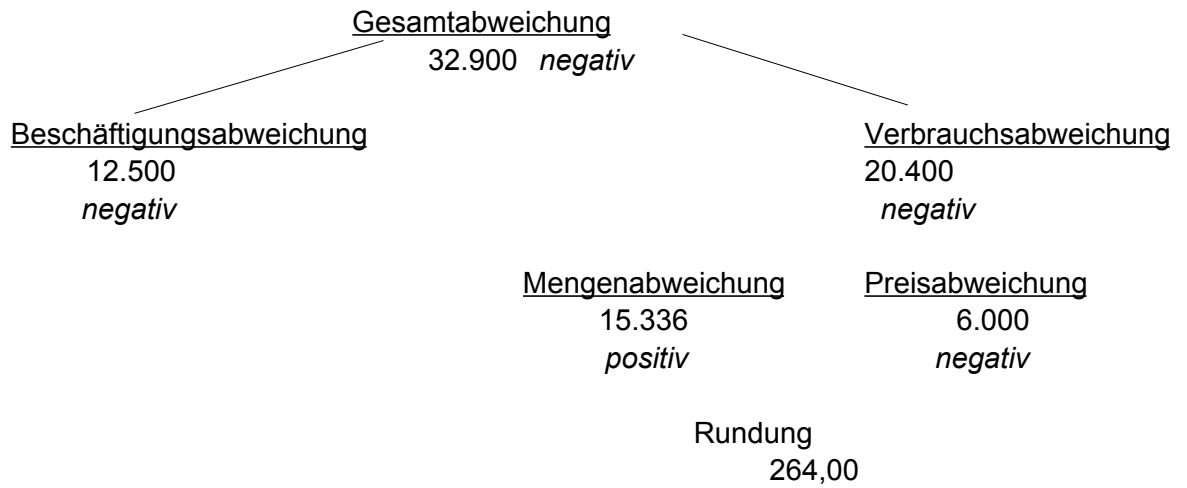 Gesamtabweichung
32.900 negativ
Beschäftigungsabweichung Verbrauchsabweichung
12.500 20.400
negativ negativ
Mengenabweichung Preisabweichung
15.336 6.000
positiv negativ
Rundung
264,00